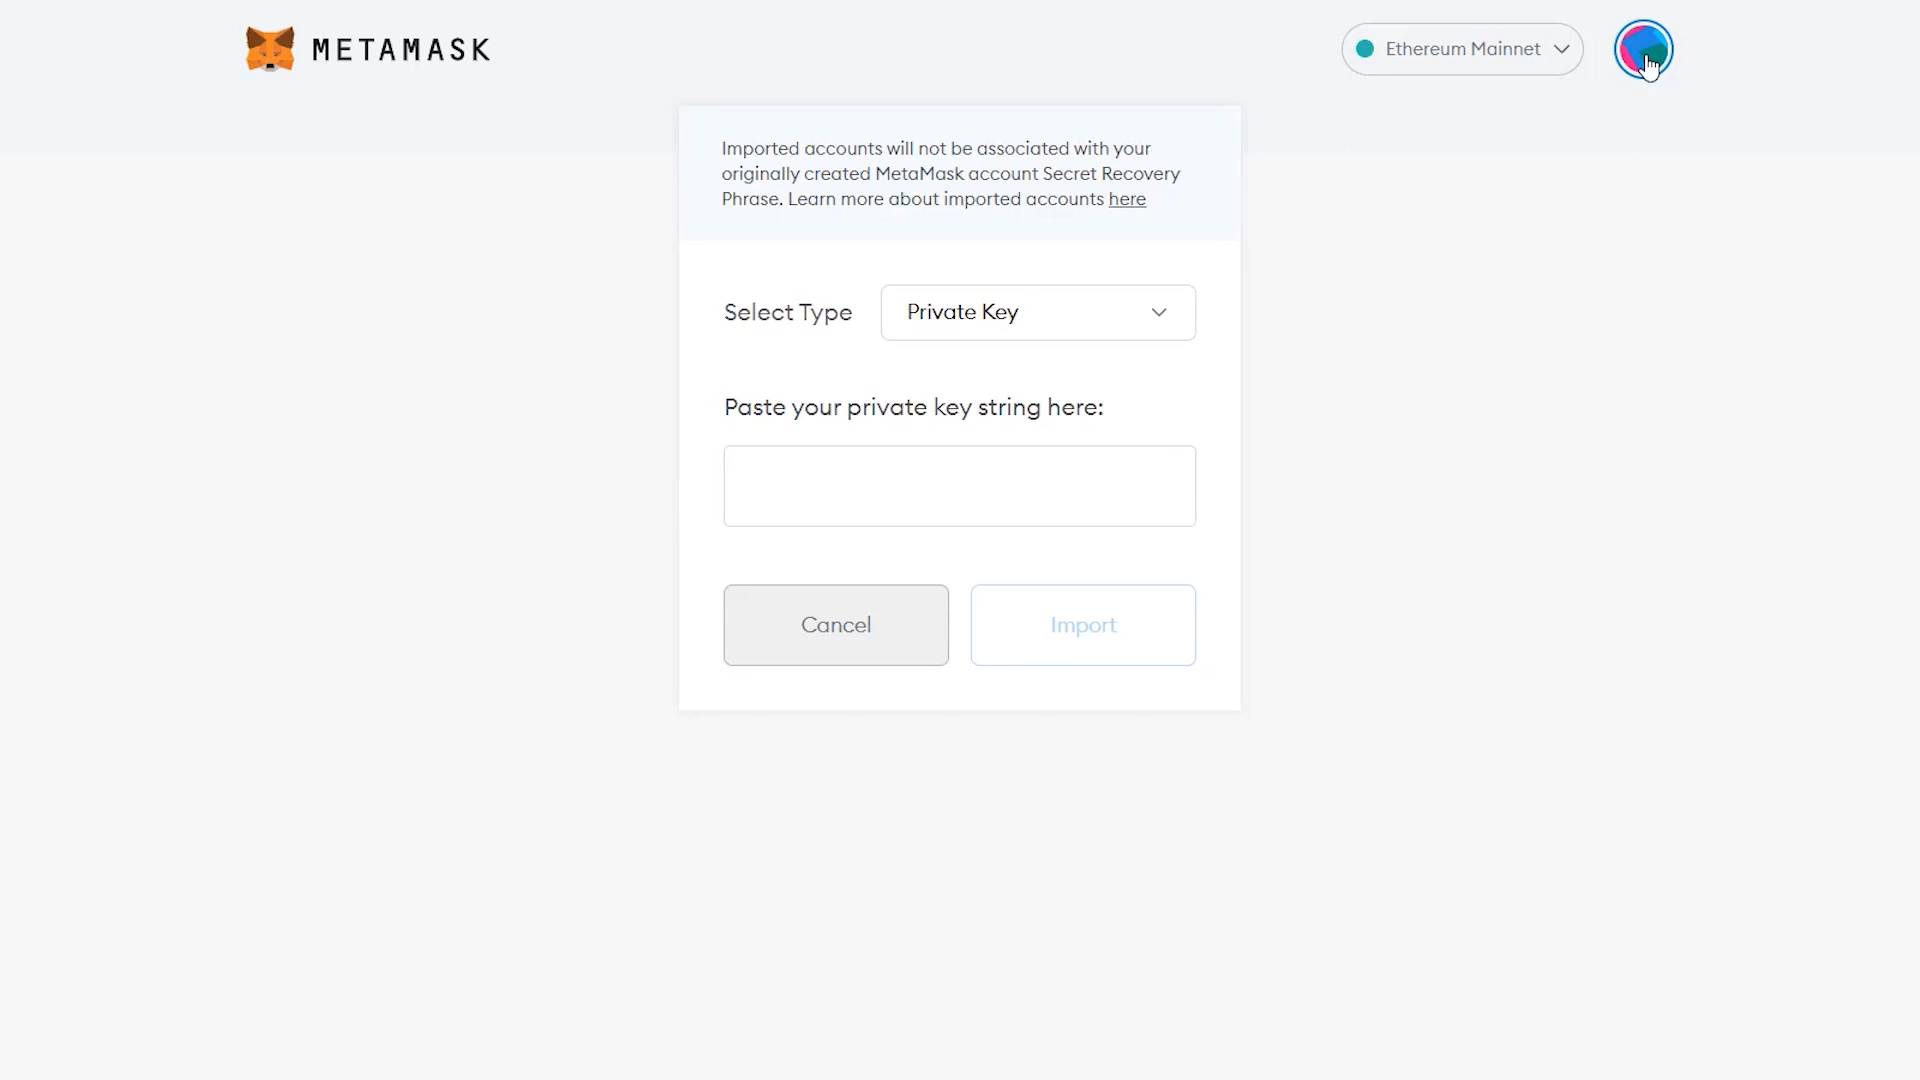 METAMASK
Ethereum Mainnet
Imported accounts will not be associated with your
originally created MetaMask account Secret Recovery
Phrase. Learn more about imported accounts here
Select Type
Private Key
Paste your private key string here:
Cancel
Import